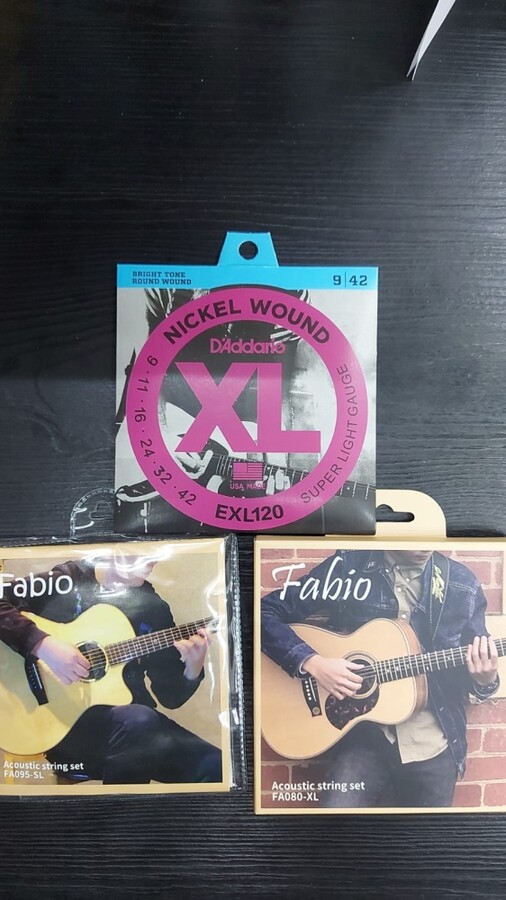 BRIGHT TONE
ROUND WOUND
9 | 42
NICKEL WOUND
D'Addario
XL
9 · 11 · 16 · 24 · 32 · 42
SUPER LIGHT GAUGE
USA MADE
EXL120
Fabio
Acoustic string set
FA095-SL
Fabio
Acoustic string set
FA080-XL